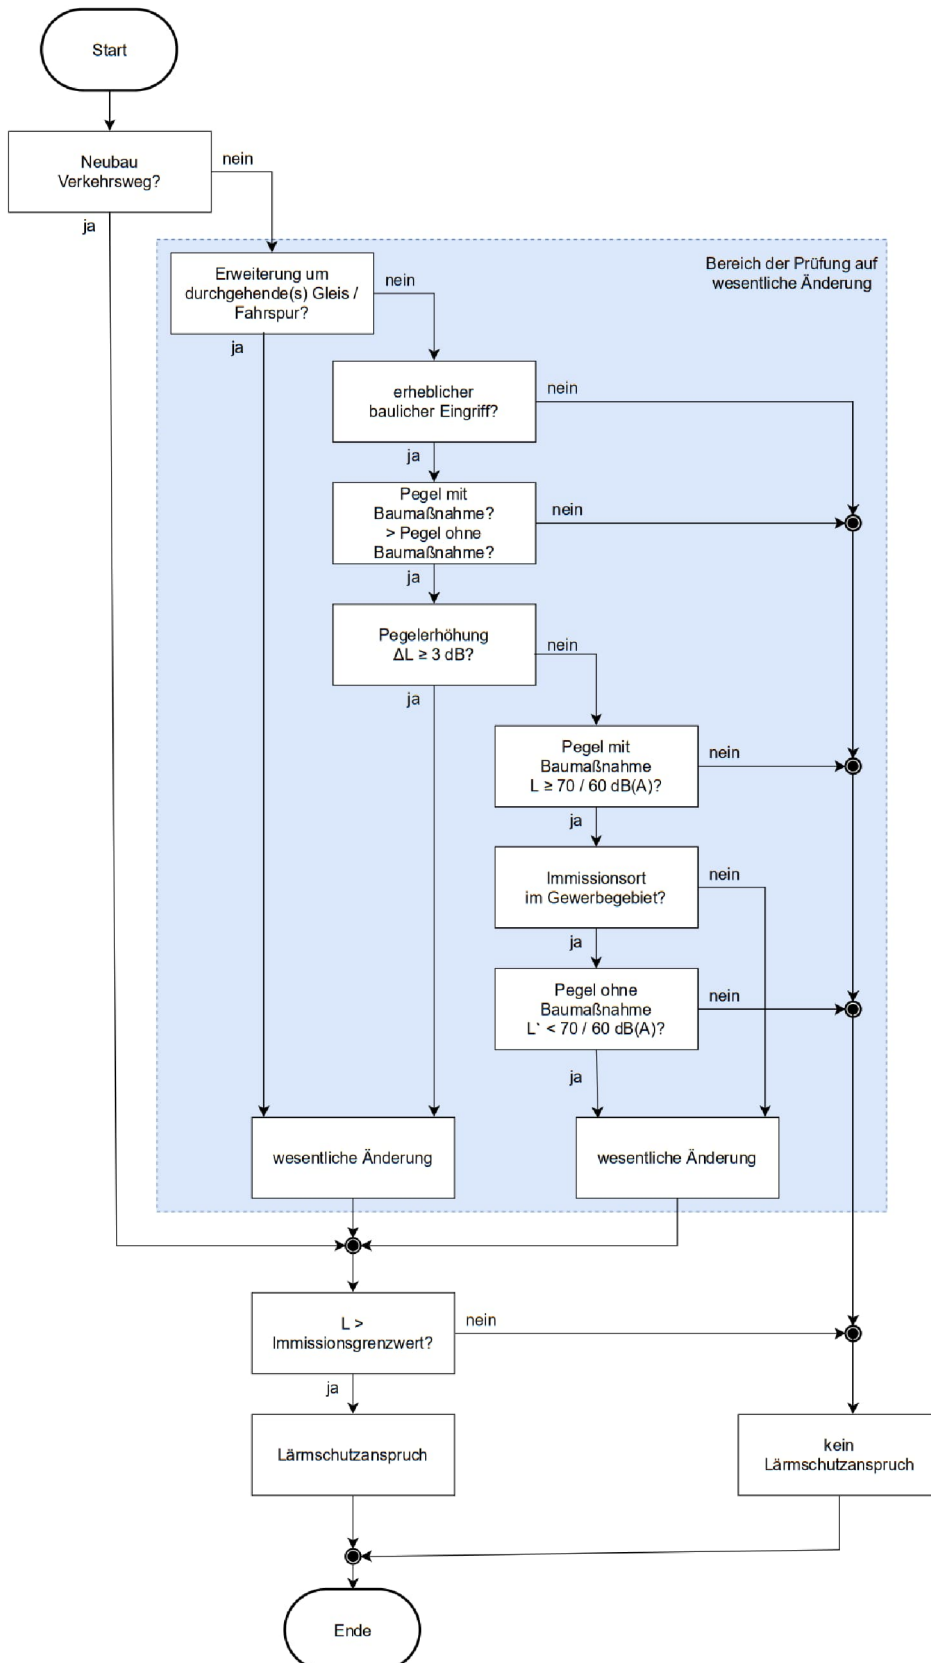 Start
Neubau
Verkehrsweg?
nein
ja
Bereich der Prüfung auf
wesentliche Änderung
Erweiterung um
durchgehende(s) Gleis /
Fahrspur?
nein
ja
erheblicher
baulicher Eingriff?
nein
ja
Pegel mit
Baumaßnahme?
> Pegel ohne
Baumaßnahme?
nein
ja
Pegelerhöhung
ΔL ≥ 3 dB?
nein
ja
Pegel mit
Baumaßnahme
L ≥ 70 / 60 dB(A)?
nein
ja
Immissionsort
im Gewerbegebiet?
nein
ja
Pegel ohne
Baumaßnahme
L` < 70 / 60 dB(A)?
nein
ja
wesentliche Änderung
wesentliche Änderung
L >
Immissionsgrenzwert?
nein
ja
Lärmschutzanspruch
kein
Lärmschutzanspruch
Ende